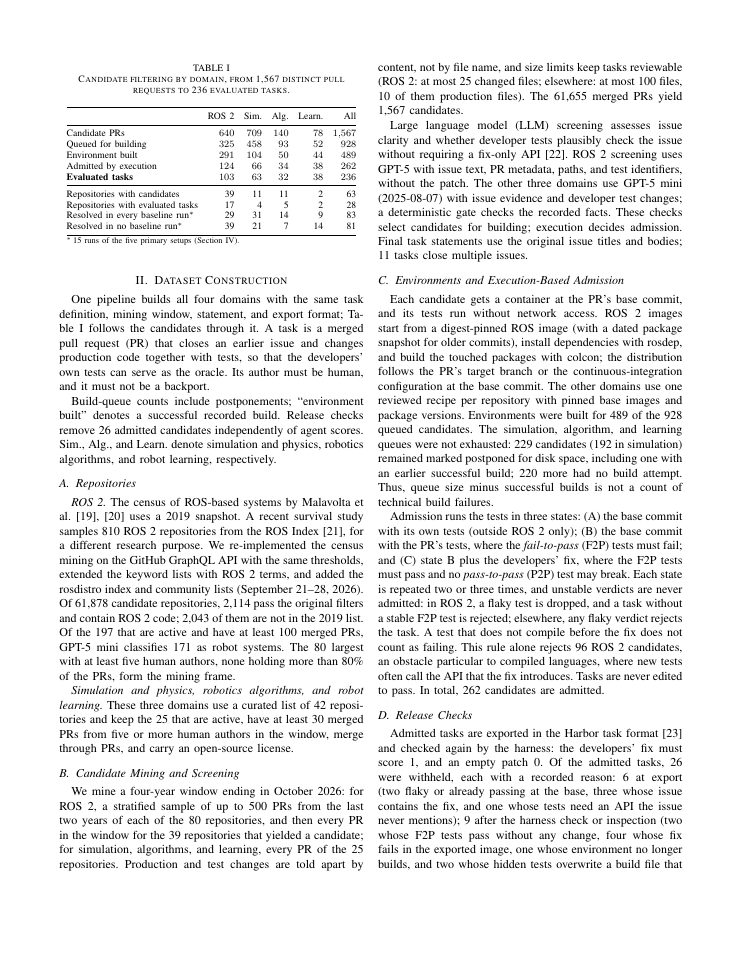 TABLE I
CANDIDATE FILTERING BY DOMAIN, FROM 1,567 DISTINCT PULL
REQUESTS TO 236 EVALUATED TASKS.
ROS 2 Sim. Alg. Learn. All
Candidate PRs 640 709 140 78 1,567
Queued for building 325 458 93 52 928
Environment built 291 104 50 44 489
Admitted by execution 124 66 34 38 262
Evaluated tasks 103 63 32 38 236
Repositories with candidates 39 11 11 2 63
Repositories with evaluated tasks 17 4 5 2 28
Resolved in every baseline run* 29 31 14 9 83
Resolved in no baseline run* 39 21 7 14 81
* 15 runs of the five primary setups (Section IV).
II. DATASET CONSTRUCTION
One pipeline builds all four domains with the same task
definition, mining window, statement, and export format; Ta-
ble I follows the candidates through it. A task is a merged
pull request (PR) that closes an earlier issue and changes
production code together with tests, so that the developers'
own tests can serve as the oracle. Its author must be human,
and it must not be a backport.
Build-queue counts include postponements; “environment
built” denotes a successful recorded build. Release checks
remove 26 admitted candidates independently of agent scores.
Sim., Alg., and Learn. denote simulation and physics, robotics
algorithms, and robot learning, respectively.
A. Repositories
ROS 2. The census of ROS-based systems by Malavolta et
al. [19], [20] uses a 2019 snapshot. A recent survival study
samples 810 ROS 2 repositories from the ROS Index [21], for
a different research purpose. We re-implemented the census
mining on the GitHub GraphQL API with the same thresholds,
extended the keyword lists with ROS 2 terms, and added the
rosdistro index and community lists (September 21–28, 2026).
Of 61,878 candidate repositories, 2,114 pass the original filters
and contain ROS 2 code; 2,043 of them are not in the 2019 list.
Of the 197 that are active and have at least 100 merged PRs,
GPT-5 mini classifies 171 as robot systems. The 80 largest
with at least five human authors, none holding more than 80%
of the PRs, form the mining frame.
Simulation and physics, robotics algorithms, and robot
learning. These three domains use a curated list of 42 reposi-
tories and keep the 25 that are active, have at least 30 merged
PRs from five or more human authors in the window, merge
through PRs, and carry an open-source license.
B. Candidate Mining and Screening
We mine a four-year window ending in October 2026: for
ROS 2, a stratified sample of up to 500 PRs from the last
two years of each of the 80 repositories, and then every PR
in the window for the 39 repositories that yielded a candidate;
for simulation, algorithms, and learning, every PR of the 25
repositories. Production and test changes are told apart by
content, not by file name, and size limits keep tasks reviewable
(ROS 2: at most 25 changed files; elsewhere: at most 100 files,
10 of them production files). The 61,655 merged PRs yield
1,567 candidates.
Large language model (LLM) screening assesses issue
clarity and whether developer tests plausibly check the issue
without requiring a fix-only API [22]. ROS 2 screening uses
GPT-5 with issue text, PR metadata, paths, and test identifiers,
without the patch. The other three domains use GPT-5 mini
(2025-08-07) with issue evidence and developer test changes;
a deterministic gate checks the recorded facts. These checks
select candidates for building; execution decides admission.
Final task statements use the original issue titles and bodies;
11 tasks close multiple issues.
C. Environments and Execution-Based Admission
Each candidate gets a container at the PR's base commit,
and its tests run without network access. ROS 2 images
start from a digest-pinned ROS image (with a dated package
snapshot for older commits), install dependencies with rosdep,
and build the touched packages with colcon; the distribution
follows the PR's target branch or the continuous-integration
configuration at the base commit. The other domains use one
reviewed recipe per repository with pinned base images and
package versions. Environments were built for 489 of the 928
queued candidates. The simulation, algorithm, and learning
queues were not exhausted: 229 candidates (192 in simulation)
remained marked postponed for disk space, including one with
an earlier successful build; 220 more had no build attempt.
Thus, queue size minus successful builds is not a count of
technical build failures.
Admission runs the tests in three states: (A) the base commit
with its own tests (outside ROS 2 only); (B) the base commit
with the PR's tests, where the fail-to-pass (F2P) tests must fail;
and (C) state B plus the developers' fix, where the F2P tests
must pass and no pass-to-pass (P2P) test may break. Each state
is repeated two or three times, and unstable verdicts are never
admitted: in ROS 2, a flaky test is dropped, and a task without
a stable F2P test is rejected; elsewhere, any flaky verdict rejects
the task. A test that does not compile before the fix does not
count as failing. This rule alone rejects 96 ROS 2 candidates,
an obstacle particular to compiled languages, where new tests
often call the API that the fix introduces. Tasks are never edited
to pass. In total, 262 candidates are admitted.
D. Release Checks
Admitted tasks are exported in the Harbor task format [23]
and checked again by the harness: the developers' fix must
score 1, and an empty patch 0. Of the admitted tasks, 26
were withheld, each with a recorded reason: 6 at export
(two flaky or already passing at the base, three whose issue
contains the fix, and one whose tests need an API the issue
never mentions); 9 after the harness check or inspection (two
whose F2P tests pass without any change, four whose fix
fails in the exported image, one whose environment no longer
builds, and two whose hidden tests overwrite a build file that